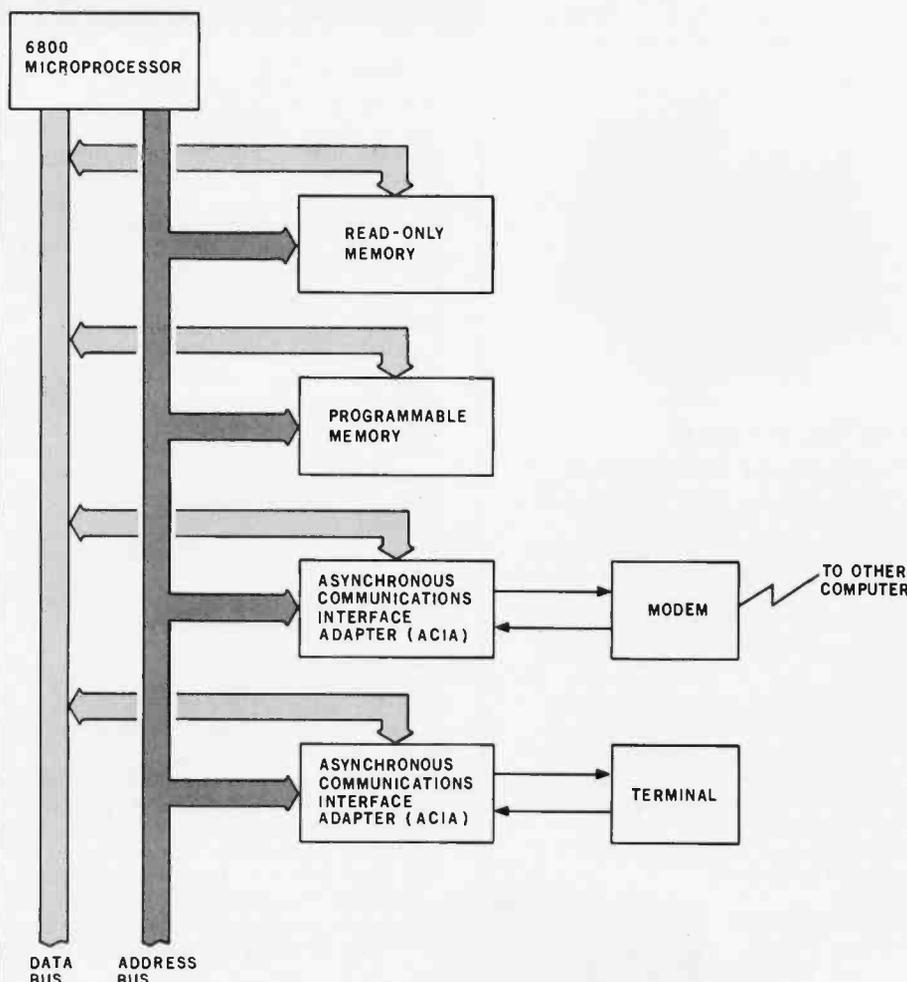 6800
MICROPROCESSOR
READ-ONLY
MEMORY
PROGRAMMABLE
MEMORY
ASYNCHRONOUS
COMMUNICATIONS
INTERFACE
ADAPTER (ACIA)
MODEM
TO OTHER
COMPUTER
ASYNCHRONOUS
COMMUNICATIONS
INTERFACE
ADAPTER (ACIA)
TERMINAL
DATA
BUS
ADDRESS
BUS